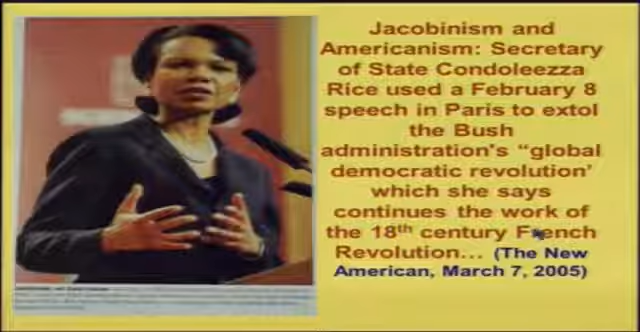 Jacobinism and
Americanism: Secretary
of State Condoleezza
Rice used a February 8
speech in Paris to extol
the Bush
administration's “global
democratic revolution’
which she says
continues the work of
the 18th century French
Revolution... (The New
American, March 7, 2005)